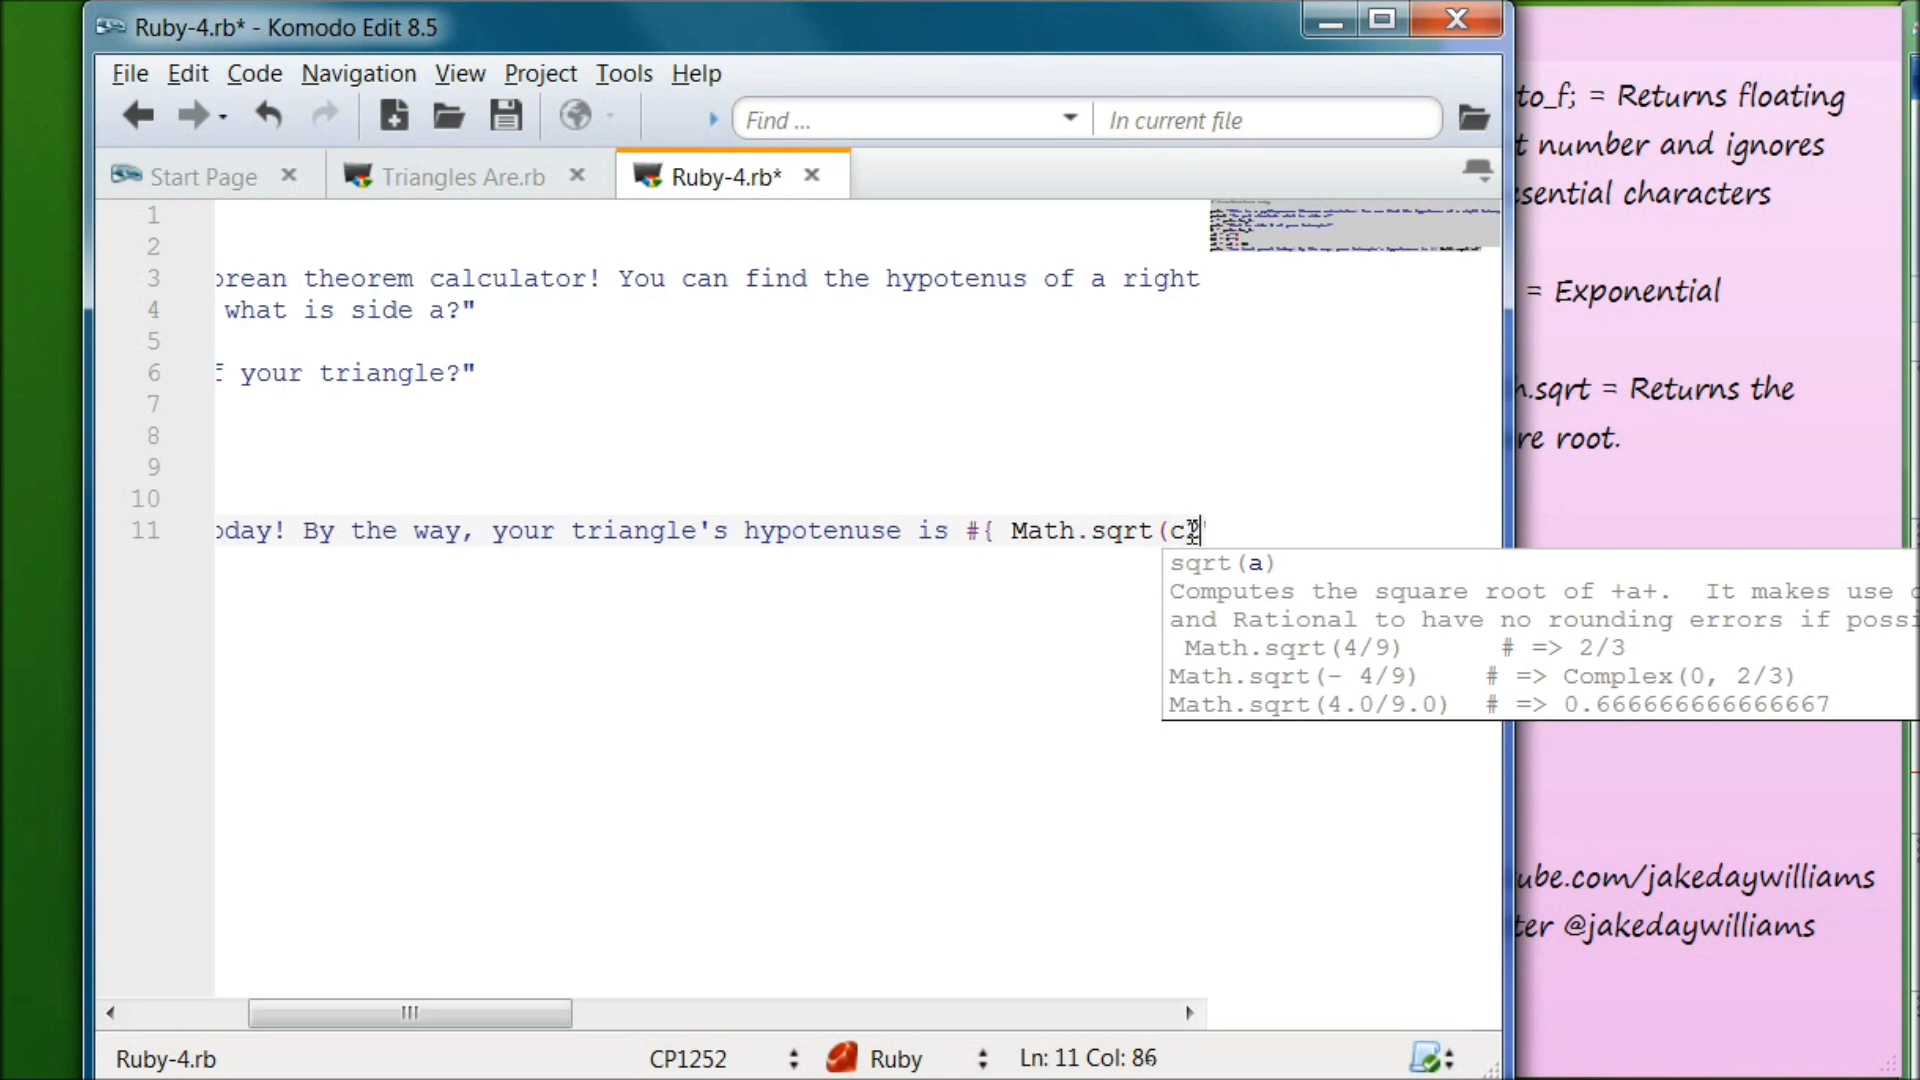 Ruby-4.rb* - Komodo Edit 8.5
File Edit Code Navigation View Project Tools Help
Find ... In current file
Start Page Triangles Are.rb Ruby-4.rb*
1
2
3 orean theorem calculator! You can find the hypotenus of a right
4 what is side a?"
5
6 f your triangle?"
7
8
9
10
11 oday! By the way, your triangle's hypotenuse is #{ Math.sqrt(c
sqrt(a)
Computes the square root of +a+. It makes use
and Rational to have no rounding errors if possi
Math.sqrt(4/9) # => 2/3
Math.sqrt(- 4/9) # => Complex(0, 2/3)
Math.sqrt(4.0/9.0) # => 0.666666666666667
Ruby-4.rb CP1252 Ruby Ln: 11 Col: 86
to_f; = Returns floating
t number and ignores
sential characters
= Exponential
h.sqrt = Returns the
re root.
ube.com/jakedaywilliams
ter @jakedaywilliams